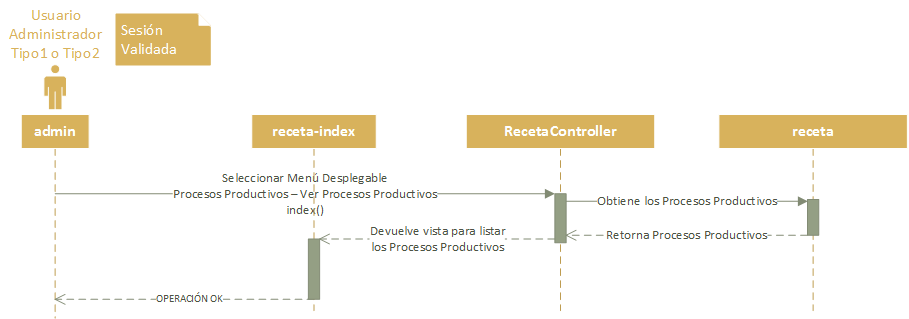 Usuario
Administrador
Tipo1 o Tipo2
Sesión
Validada
admin
receta-index
RecetaController
receta
Seleccionar Menú Desplegable
Procesos Productivos – Ver Procesos Productivos
index()
Obtiene los Procesos Productivos
Devuelve vista para listar
los Procesos Productivos
Retorna Procesos Productivos
OPERACIÓN OK